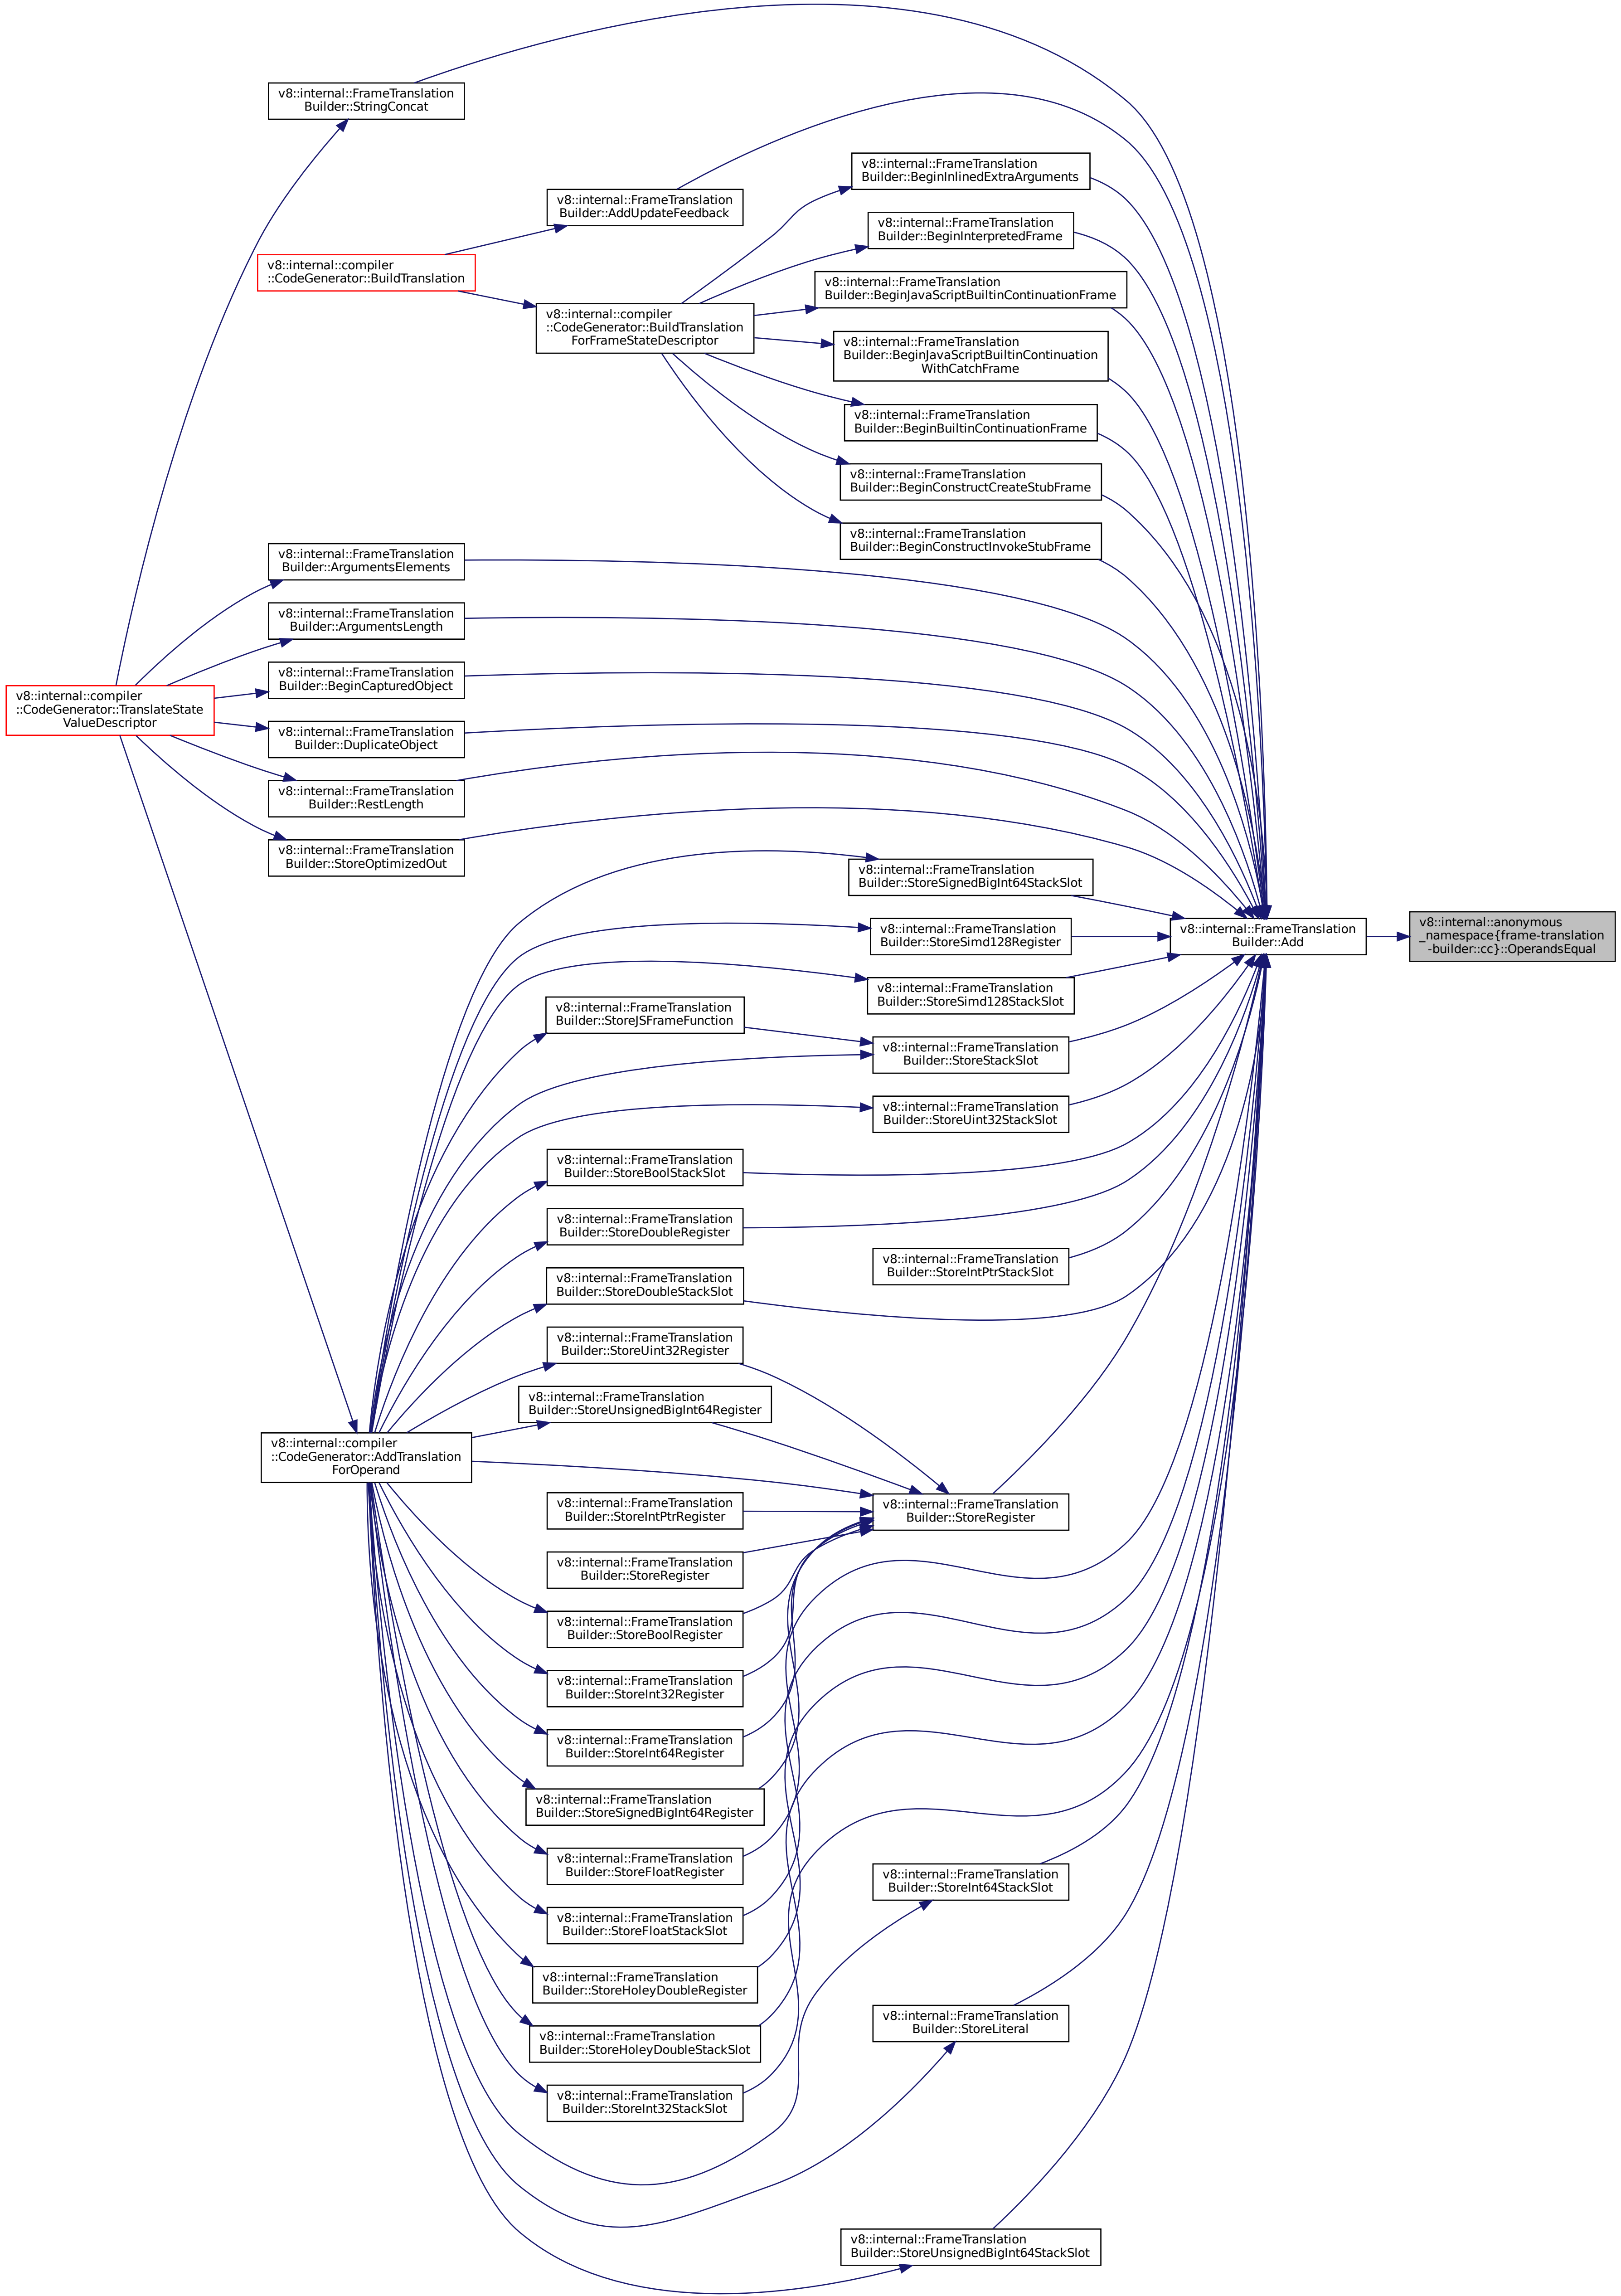 v8::internal::FrameTranslation
Builder::StringConcat
v8::internal::FrameTranslation
Builder::BeginInlinedExtraArguments
v8::internal::FrameTranslation
Builder::AddUpdateFeedback
v8::internal::FrameTranslation
Builder::BeginInterpretedFrame
v8::internal::compiler
::CodeGenerator::BuildTranslation
v8::internal::FrameTranslation
Builder::BeginJavaScriptBuiltinContinuationFrame
v8::internal::compiler
::CodeGenerator::BuildTranslation
ForFrameStateDescriptor
v8::internal::FrameTranslation
Builder::BeginJavaScriptBuiltinContinuation
WithCatchFrame
v8::internal::FrameTranslation
Builder::BeginBuiltinContinuationFrame
v8::internal::FrameTranslation
Builder::BeginConstructCreateStubFrame
v8::internal::FrameTranslation
Builder::BeginConstructInvokeStubFrame
v8::internal::FrameTranslation
Builder::ArgumentsElements
v8::internal::FrameTranslation
Builder::ArgumentsLength
v8::internal::FrameTranslation
Builder::BeginCapturedObject
v8::internal::compiler
::CodeGenerator::TranslateState
ValueDescriptor
v8::internal::FrameTranslation
Builder::DuplicateObject
v8::internal::FrameTranslation
Builder::RestLength
v8::internal::FrameTranslation
Builder::StoreOptimizedOut
v8::internal::FrameTranslation
Builder::StoreSignedBigInt64StackSlot
v8::internal::FrameTranslation
Builder::StoreSimd128Register
v8::internal::FrameTranslation
Builder::Add
v8::internal::anonymous
_namespace{frame-translation
-builder::cc}::OperandsEqual
v8::internal::FrameTranslation
Builder::StoreSimd128StackSlot
v8::internal::FrameTranslation
Builder::StoreJSFrameFunction
v8::internal::FrameTranslation
Builder::StoreStackSlot
v8::internal::FrameTranslation
Builder::StoreUint32StackSlot
v8::internal::FrameTranslation
Builder::StoreBoolStackSlot
v8::internal::FrameTranslation
Builder::StoreDoubleRegister
v8::internal::FrameTranslation
Builder::StoreIntPtrStackSlot
v8::internal::FrameTranslation
Builder::StoreDoubleStackSlot
v8::internal::FrameTranslation
Builder::StoreUint32Register
v8::internal::FrameTranslation
Builder::StoreUnsignedBigInt64Register
v8::internal::compiler
::CodeGenerator::AddTranslation
ForOperand
v8::internal::FrameTranslation
Builder::StoreIntPtrRegister
v8::internal::FrameTranslation
Builder::StoreRegister
v8::internal::FrameTranslation
Builder::StoreRegister
v8::internal::FrameTranslation
Builder::StoreBoolRegister
v8::internal::FrameTranslation
Builder::StoreInt32Register
v8::internal::FrameTranslation
Builder::StoreInt64Register
v8::internal::FrameTranslation
Builder::StoreSignedBigInt64Register
v8::internal::FrameTranslation
Builder::StoreFloatRegister
v8::internal::FrameTranslation
Builder::StoreInt64StackSlot
v8::internal::FrameTranslation
Builder::StoreFloatStackSlot
v8::internal::FrameTranslation
Builder::StoreHoleyDoubleRegister
v8::internal::FrameTranslation
Builder::StoreLiteral
v8::internal::FrameTranslation
Builder::StoreHoleyDoubleStackSlot
v8::internal::FrameTranslation
Builder::StoreInt32StackSlot
v8::internal::FrameTranslation
Builder::StoreUnsignedBigInt64StackSlot